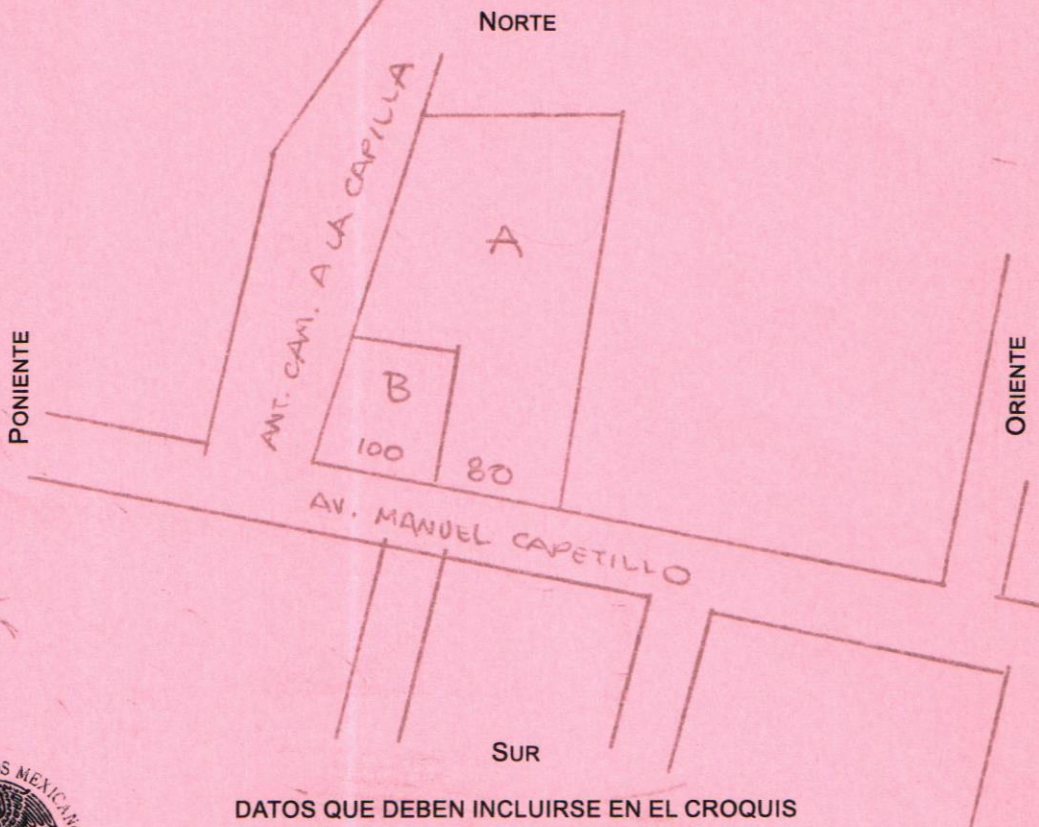 NORTE
ANT. CAM. A LA CAPILLA
A
PONIENTE
ORIENTE
B
100
80
AV. MANUEL CAPETILLO
SUR
S MEXICAN
DATOS QUE DEBEN INCLUIRSE EN EL CROQUIS